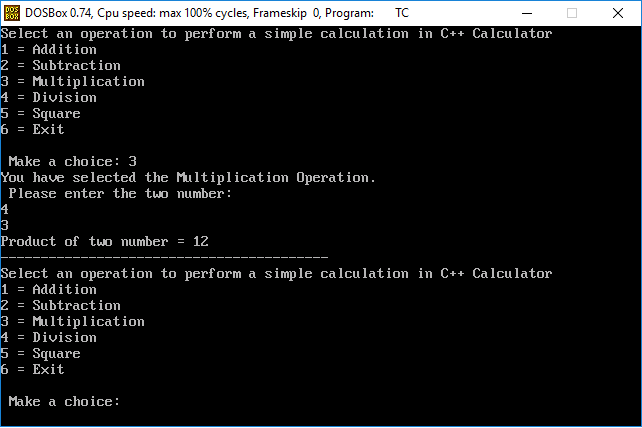 DOS BOX DOSBox 0.74, Cpu speed: max 100% cycles, Frameskip 0, Program: TC
Select an operation to perform a simple calculation in C++ Calculator
1 = Addition
2 = Subtraction
3 = Multiplication
4 = Division
5 = Square
6 = Exit
Make a choice: 3
You have selected the Multiplication Operation.
Please enter the two number:
4
3
Product of two number = 12
-----------------------------------------
Select an operation to perform a simple calculation in C++ Calculator
1 = Addition
2 = Subtraction
3 = Multiplication
4 = Division
5 = Square
6 = Exit
Make a choice: